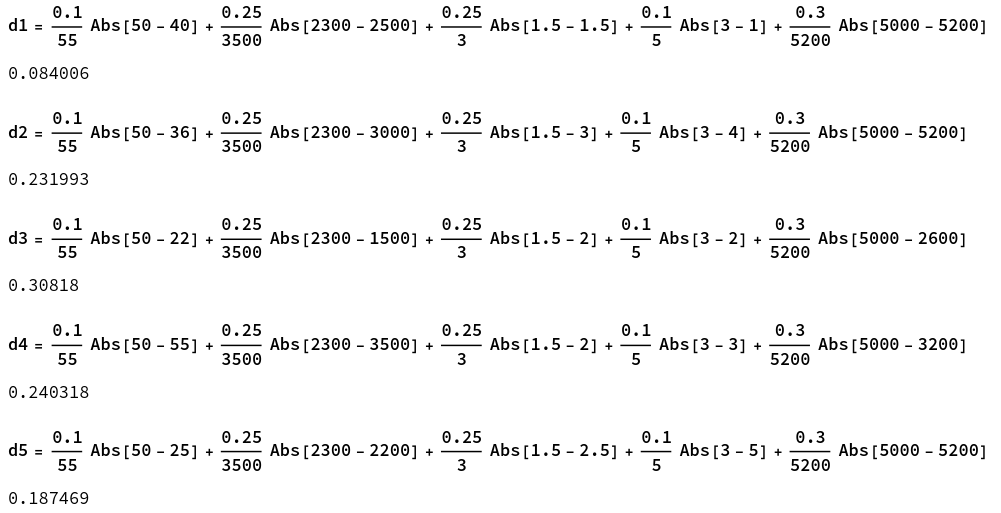 d1 = 0.1/55 Abs[50 - 40] + 0.25/3500 Abs[2300 - 2500] + 0.25/3 Abs[1.5 - 1.5] + 0.1/5 Abs[3 - 1] + 0.3/5200 Abs[5000 - 5200]
0.084006
d2 = 0.1/55 Abs[50 - 36] + 0.25/3500 Abs[2300 - 3000] + 0.25/3 Abs[1.5 - 3] + 0.1/5 Abs[3 - 4] + 0.3/5200 Abs[5000 - 5200]
0.231993
d3 = 0.1/55 Abs[50 - 22] + 0.25/3500 Abs[2300 - 1500] + 0.25/3 Abs[1.5 - 2] + 0.1/5 Abs[3 - 2] + 0.3/5200 Abs[5000 - 2600]
0.30818
d4 = 0.1/55 Abs[50 - 55] + 0.25/3500 Abs[2300 - 3500] + 0.25/3 Abs[1.5 - 2] + 0.1/5 Abs[3 - 3] + 0.3/5200 Abs[5000 - 3200]
0.240318
d5 = 0.1/55 Abs[50 - 25] + 0.25/3500 Abs[2300 - 2200] + 0.25/3 Abs[1.5 - 2.5] + 0.1/5 Abs[3 - 5] + 0.3/5200 Abs[5000 - 5200]
0.187469